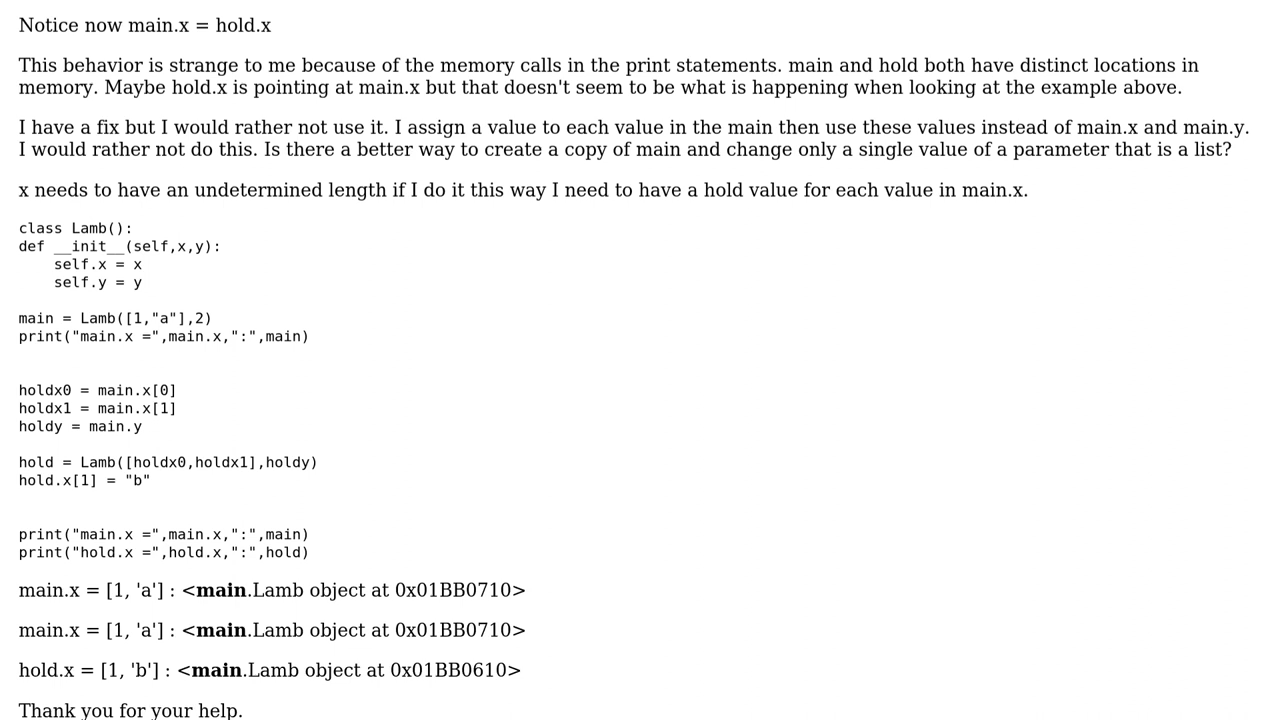 Notice now main.x = hold.x
This behavior is strange to me because of the memory calls in the print statements. main and hold both have distinct locations in
memory. Maybe hold.x is pointing at main.x but that doesn't seem to be what is happening when looking at the example above.
I have a fix but I would rather not use it. I assign a value to each value in the main then use these values instead of main.x and main.y.
I would rather not do this. Is there a better way to create a copy of main and change only a single value of a parameter that is a list?
x needs to have an undetermined length if I do it this way I need to have a hold value for each value in main.x.
class Lamb():
def __init__(self,x,y):
    self.x = x
    self.y = y
main = Lamb([1,"a"],2)
print("main.x =",main.x,":",main)
holdx0 = main.x[0]
holdx1 = main.x[1]
holdy = main.y
hold = Lamb([holdx0,holdx1],holdy)
hold.x[1] = "b"
print("main.x =",main.x,":",main)
print("hold.x =",hold.x,":",hold)
main.x = [1, 'a'] : <main.Lamb object at 0x01BB0710>
main.x = [1, 'a'] : <main.Lamb object at 0x01BB0710>
hold.x = [1, 'b'] : <main.Lamb object at 0x01BB0610>
Thank you for your help.